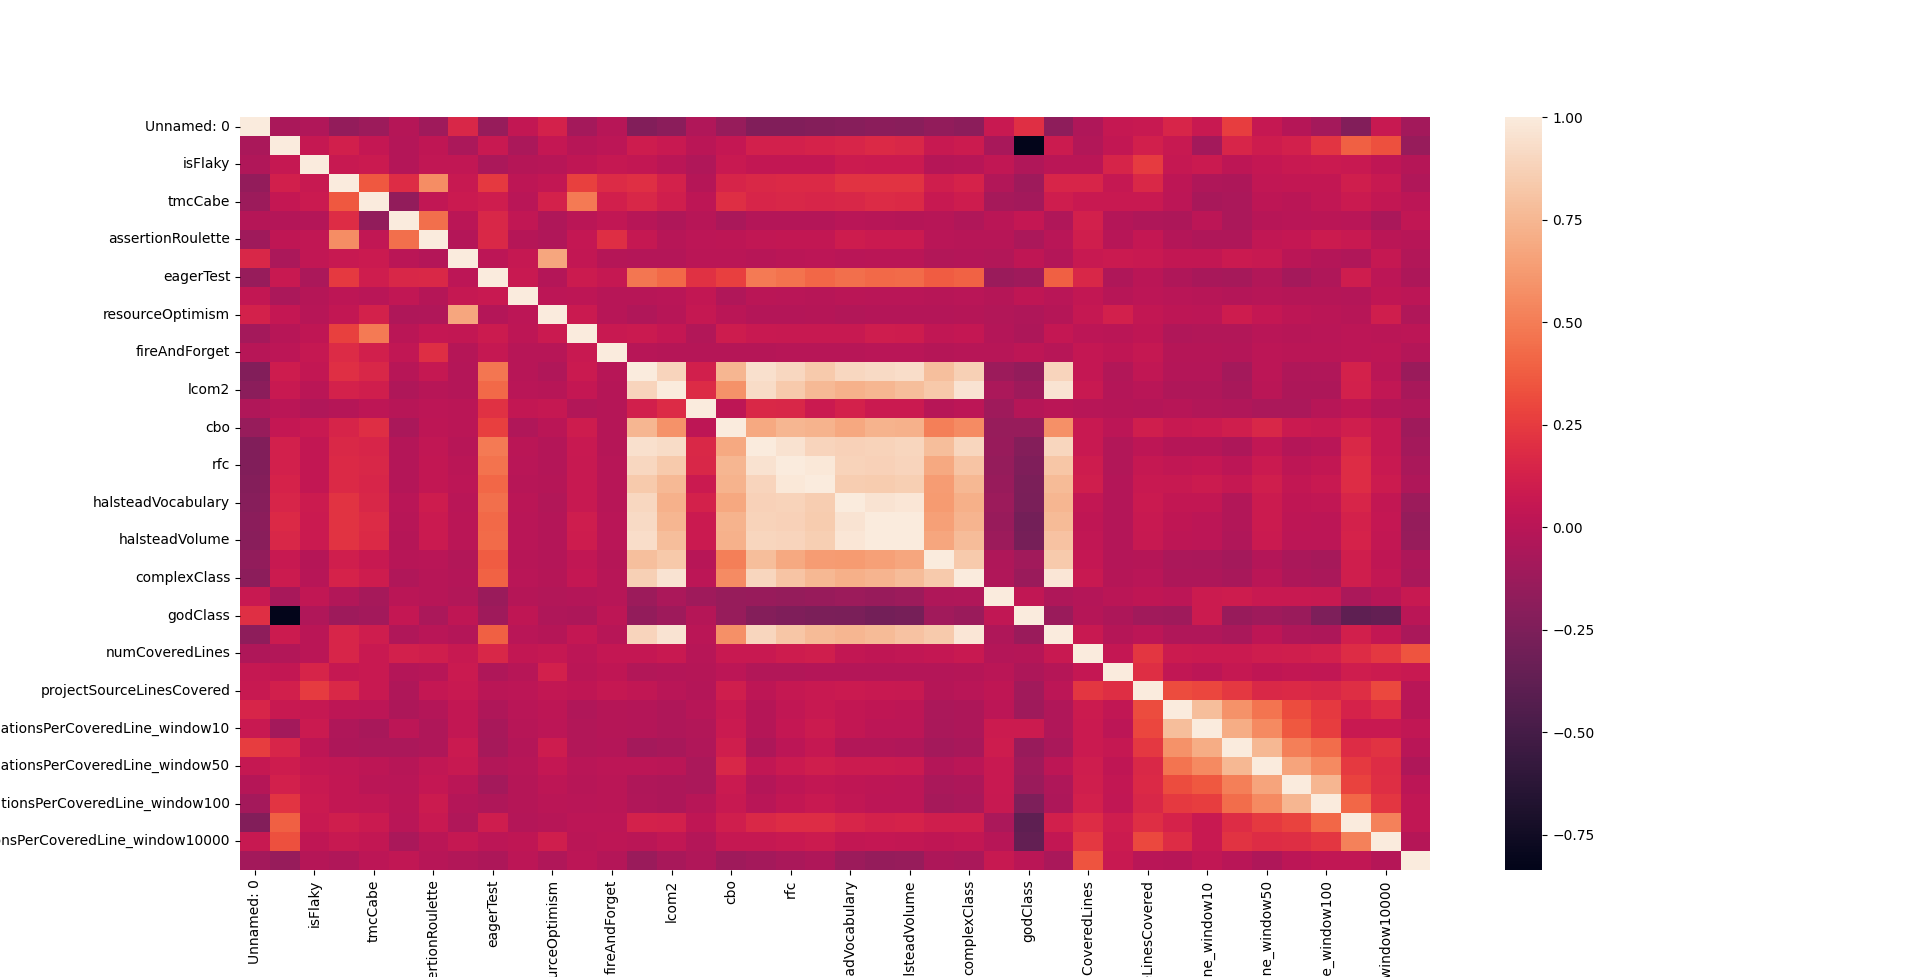 Unnamed: 0
isFlaky
tmcCabe
assertionRoulette
eagerTest
resourceOptimism
fireAndForget
lcom2
cbo
rfc
halsteadVocabulary
halsteadVolume
complexClass
godClass
numCoveredLines
projectSourceLinesCovered
ationsPerCoveredLine_window10
ationsPerCoveredLine_window50
tionsPerCoveredLine_window100
onsPerCoveredLine_window10000
1.00
0.75
0.50
0.25
0.00
−0.25
−0.50
−0.75
Unnamed: 0
isFlaky
tmcCabe
ertionRoulette
eagerTest
urceOptimism
fireAndForget
lcom2
cbo
rfc
adVocabulary
lsteadVolume
complexClass
godClass
CoveredLines
LinesCovered
ne_window10
ne_window50
e_window100
window10000